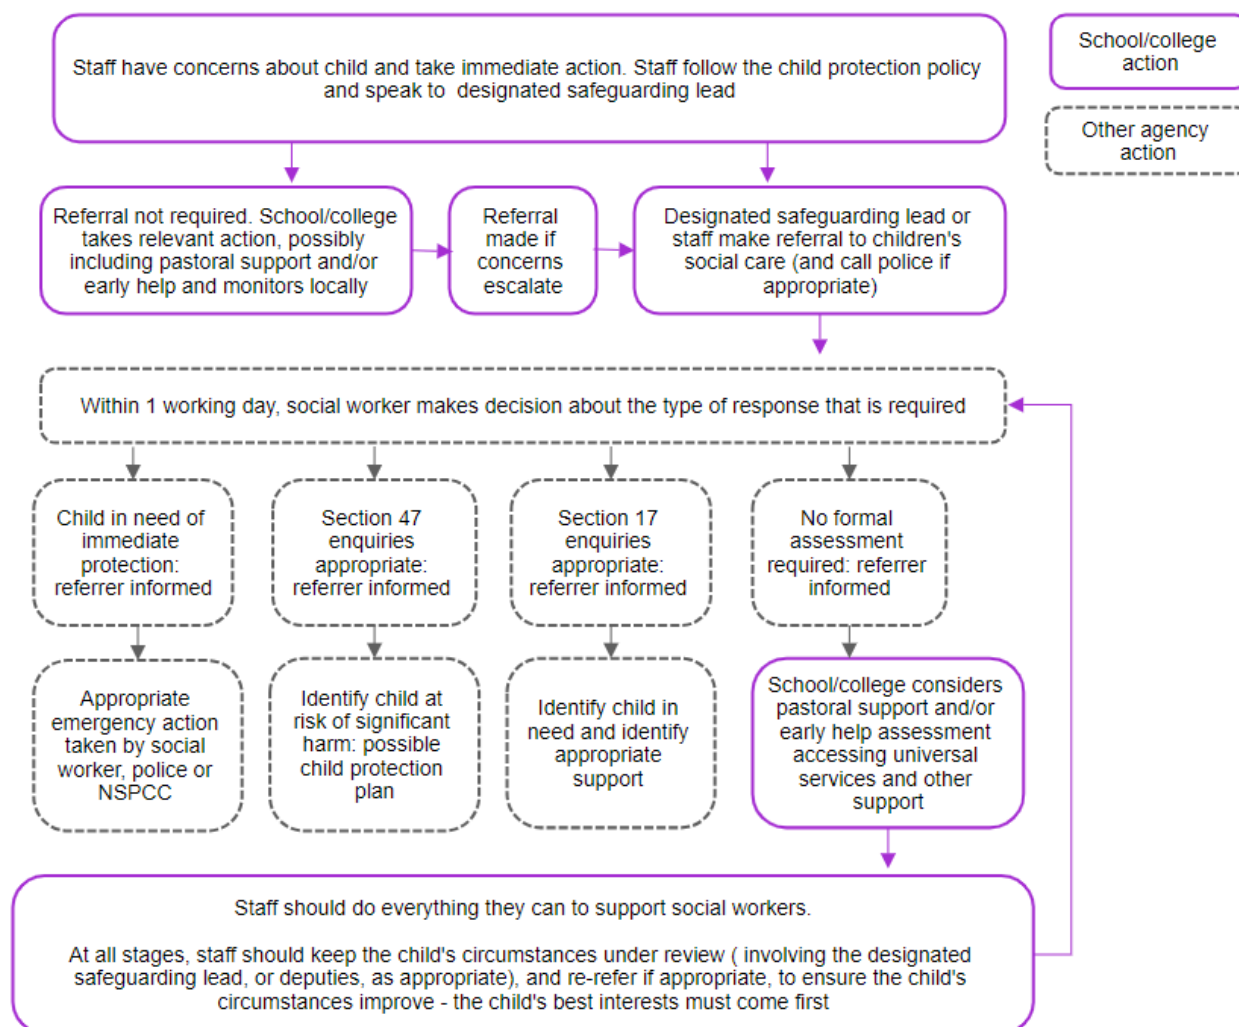 Staff have concerns about child and take immediate action. Staff follow the child protection policy
and speak to  designated safeguarding lead
School/college
action
Other agency
action
Referral not required. School/college
takes relevant action, possibly
including pastoral support and/or
early help and monitors locally
Referral
made if
concerns
escalate
Designated safeguarding lead or
staff make referral to children's
social care (and call police if
appropriate)
Within 1 working day, social worker makes decision about the type of response that is required
Child in need of
immediate
protection:
referrer informed
Section 47
enquiries
appropriate:
referrer informed
Section 17
enquiries
appropriate:
referrer informed
No formal
assessment
required: referrer
informed
Appropriate
emergency action
taken by social
worker, police or
NSPCC
Identify child at
risk of significant
harm: possible
child protection
plan
Identify child in
need and identify
appropriate
support
School/college considers
pastoral support and/or
early help assessment
accessing universal
services and other
support
Staff should do everything they can to support social workers.
At all stages, staff should keep the child's circumstances under review ( involving the designated
safeguarding lead, or deputies, as appropriate), and re-refer if appropriate, to ensure the child's
circumstances improve - the child's best interests must come first